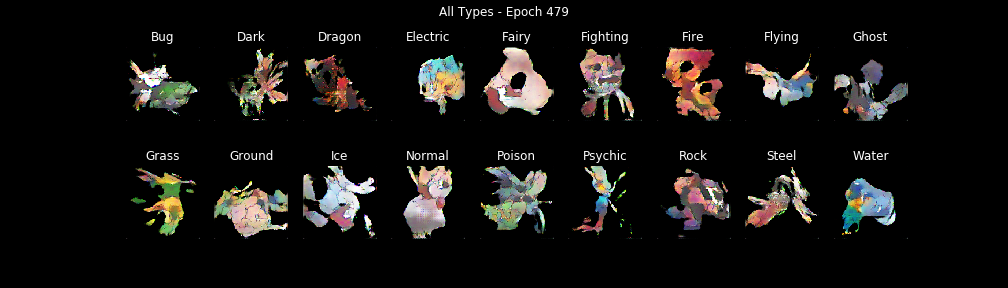 All Types - Epoch 479
Bug Dark Dragon Electric Fairy Fighting Fire Flying Ghost
Grass Ground Ice Normal Poison Psychic Rock Steel Water